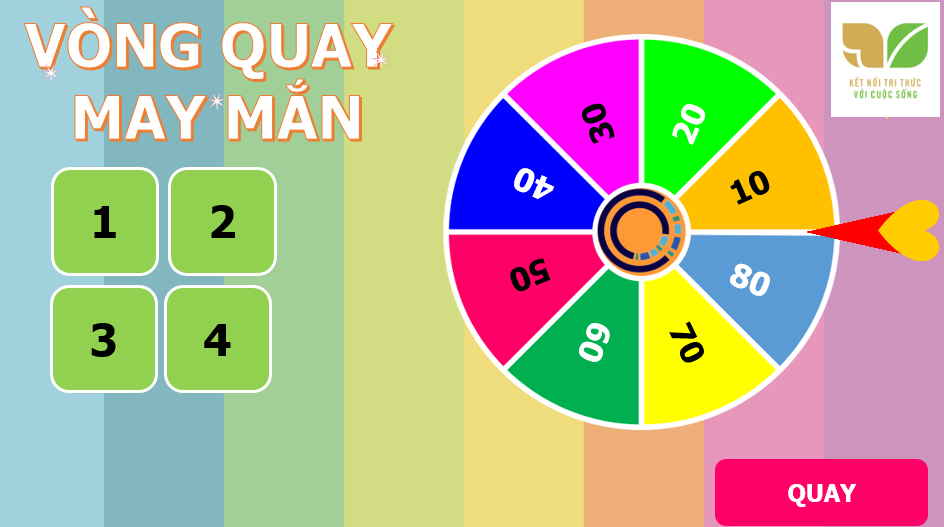 VÒNG QUAY
MAY MẮN
1
2
3
4
30
20
40
10
50
80
60
70
KẾT NỐI TRI THỨC
VỚI CUỘC SỐNG
QUAY